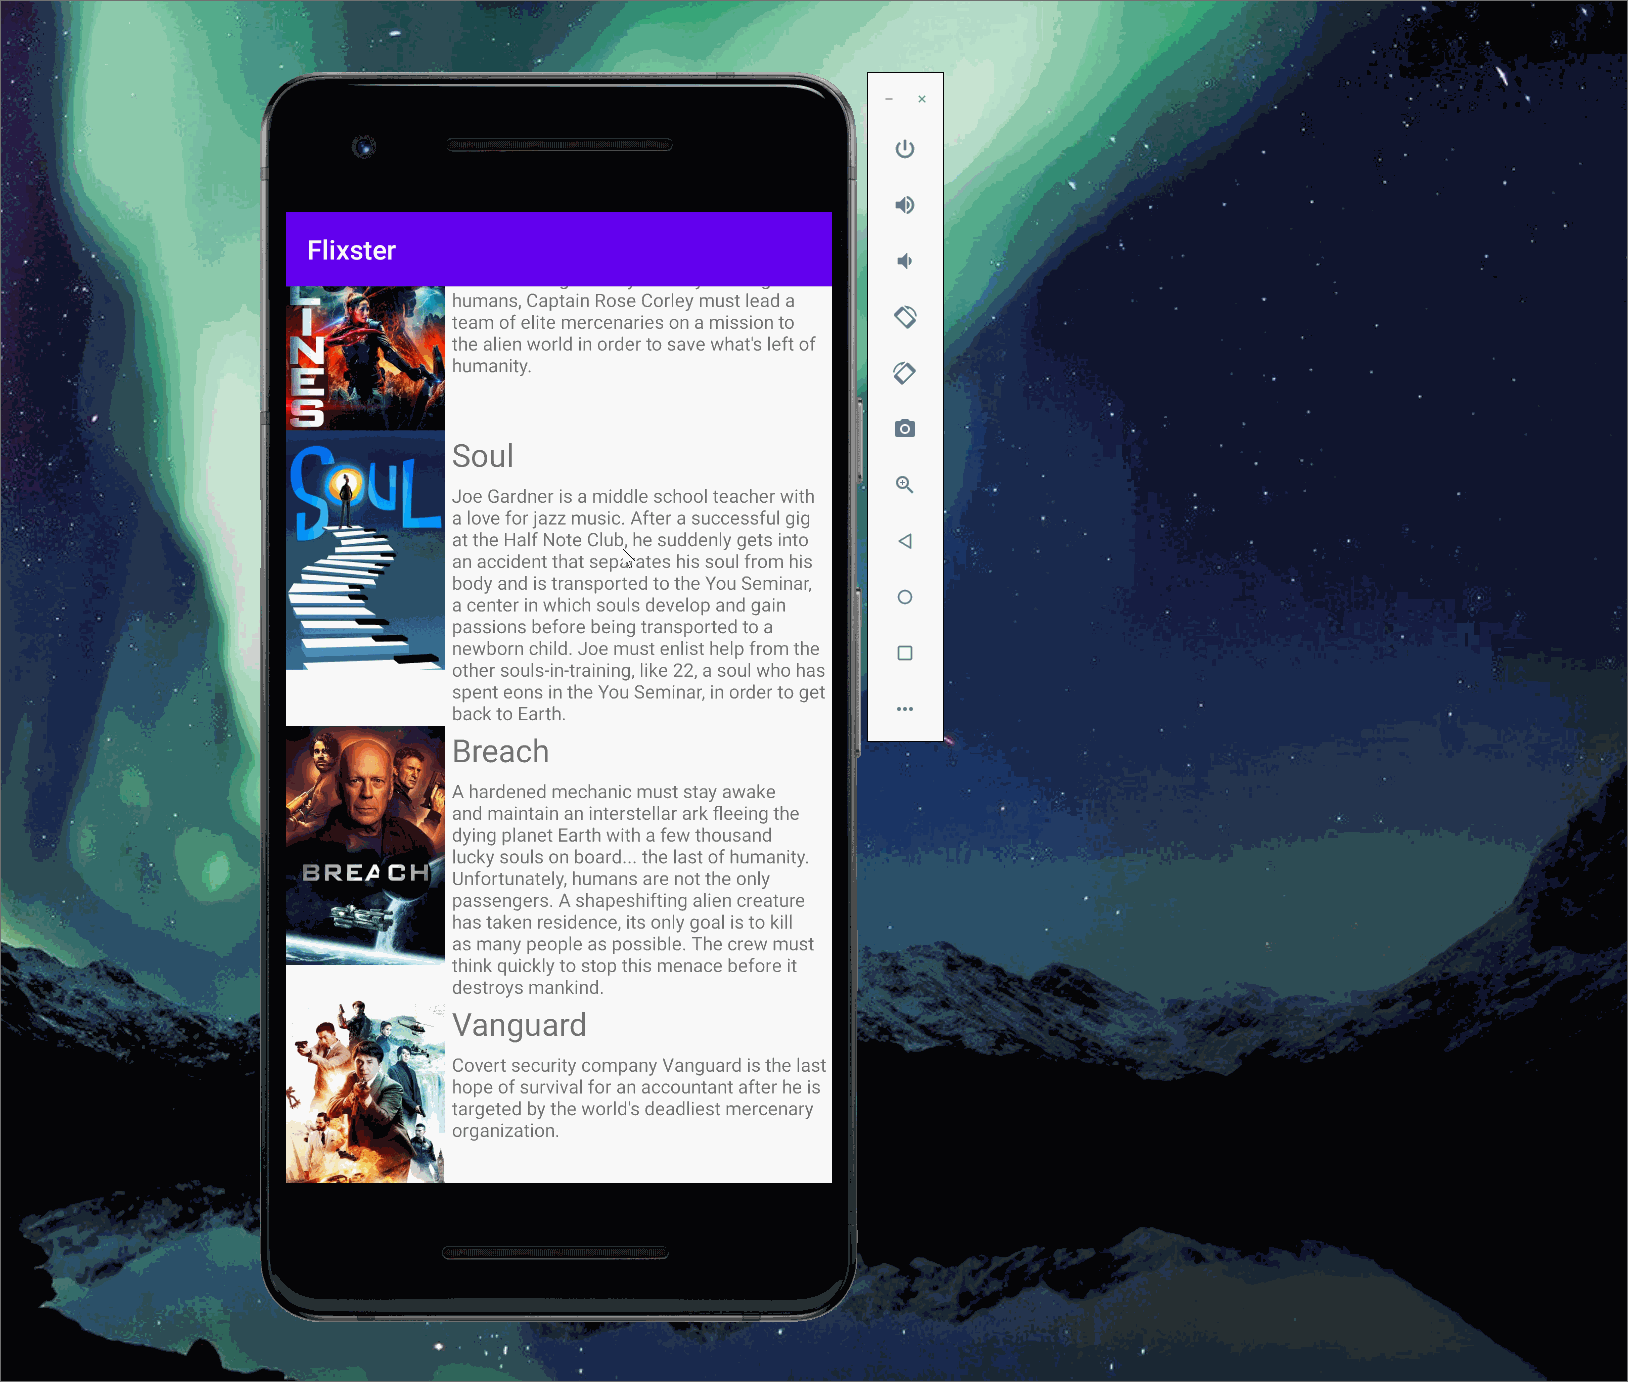 Flixster
humans, Captain Rose Corley must lead a
team of elite mercenaries on a mission to
the alien world in order to save what's left of
humanity.
LINES
SOUL
Soul
Joe Gardner is a middle school teacher with
a love for jazz music. After a successful gig
at the Half Note Club, he suddenly gets into
an accident that separates his soul from his
body and is transported to the You Seminar,
a center in which souls develop and gain
passions before being transported to a
newborn child. Joe must enlist help from the
other souls-in-training, like 22, a soul who has
spent eons in the You Seminar, in order to get
back to Earth.
BREACH
Breach
A hardened mechanic must stay awake
and maintain an interstellar ark fleeing the
dying planet Earth with a few thousand
lucky souls on board... the last of humanity.
Unfortunately, humans are not the only
passengers. A shapeshifting alien creature
has taken residence, its only goal is to kill
as many people as possible. The crew must
think quickly to stop this menace before it
destroys mankind.
Vanguard
Covert security company Vanguard is the last
hope of survival for an accountant after he is
targeted by the world's deadliest mercenary
organization.